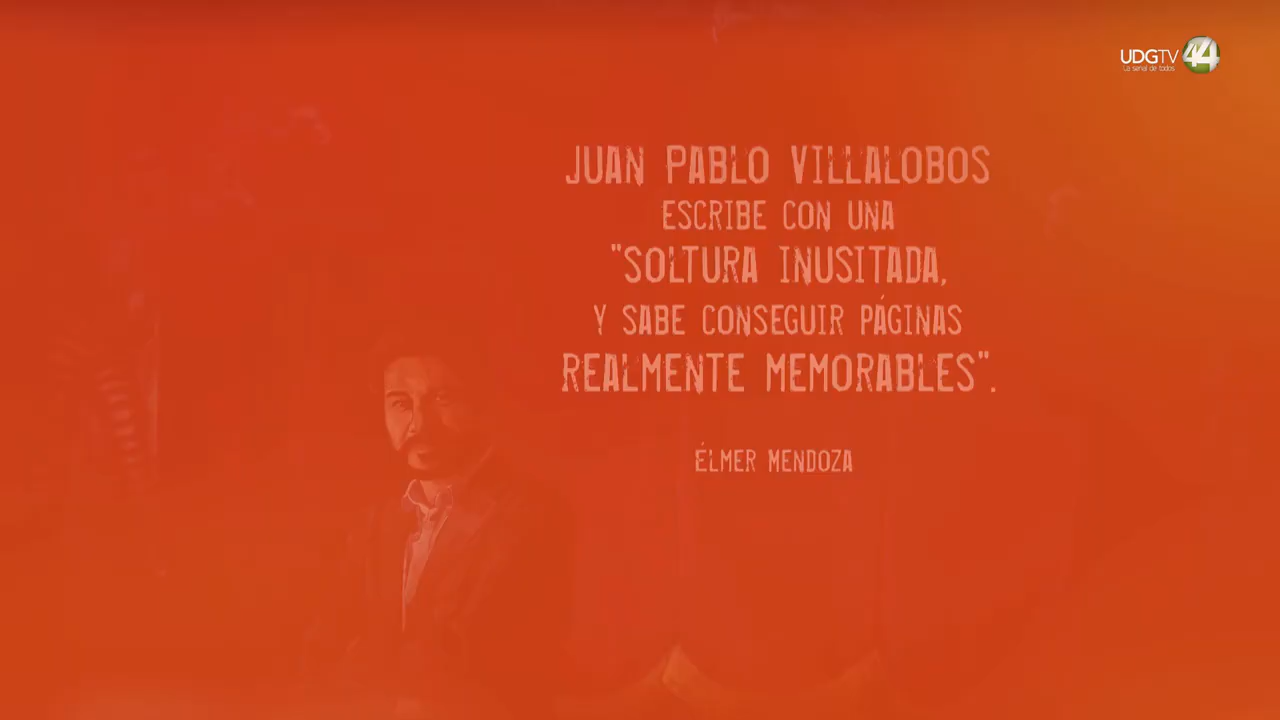 UDGTV 44
La señal de todos
JUAN PABLO VILLALOBOS
ESCRIBE CON UNA
"SOLTURA INUSITADA,
Y SABE CONSEGUIR PÁGINAS
REALMENTE MEMORABLES".
ÉLMER MENDOZA